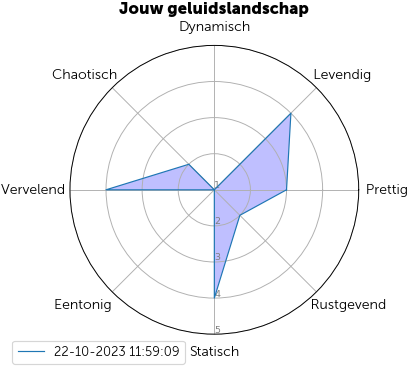 Jouw geluidslandschap
Dynamisch
Chaotisch
Levendig
Vervelend
1
Prettig
2
3
4
Eentonig
Rustgevend
5
22-10-2023 11:59:09
Statisch